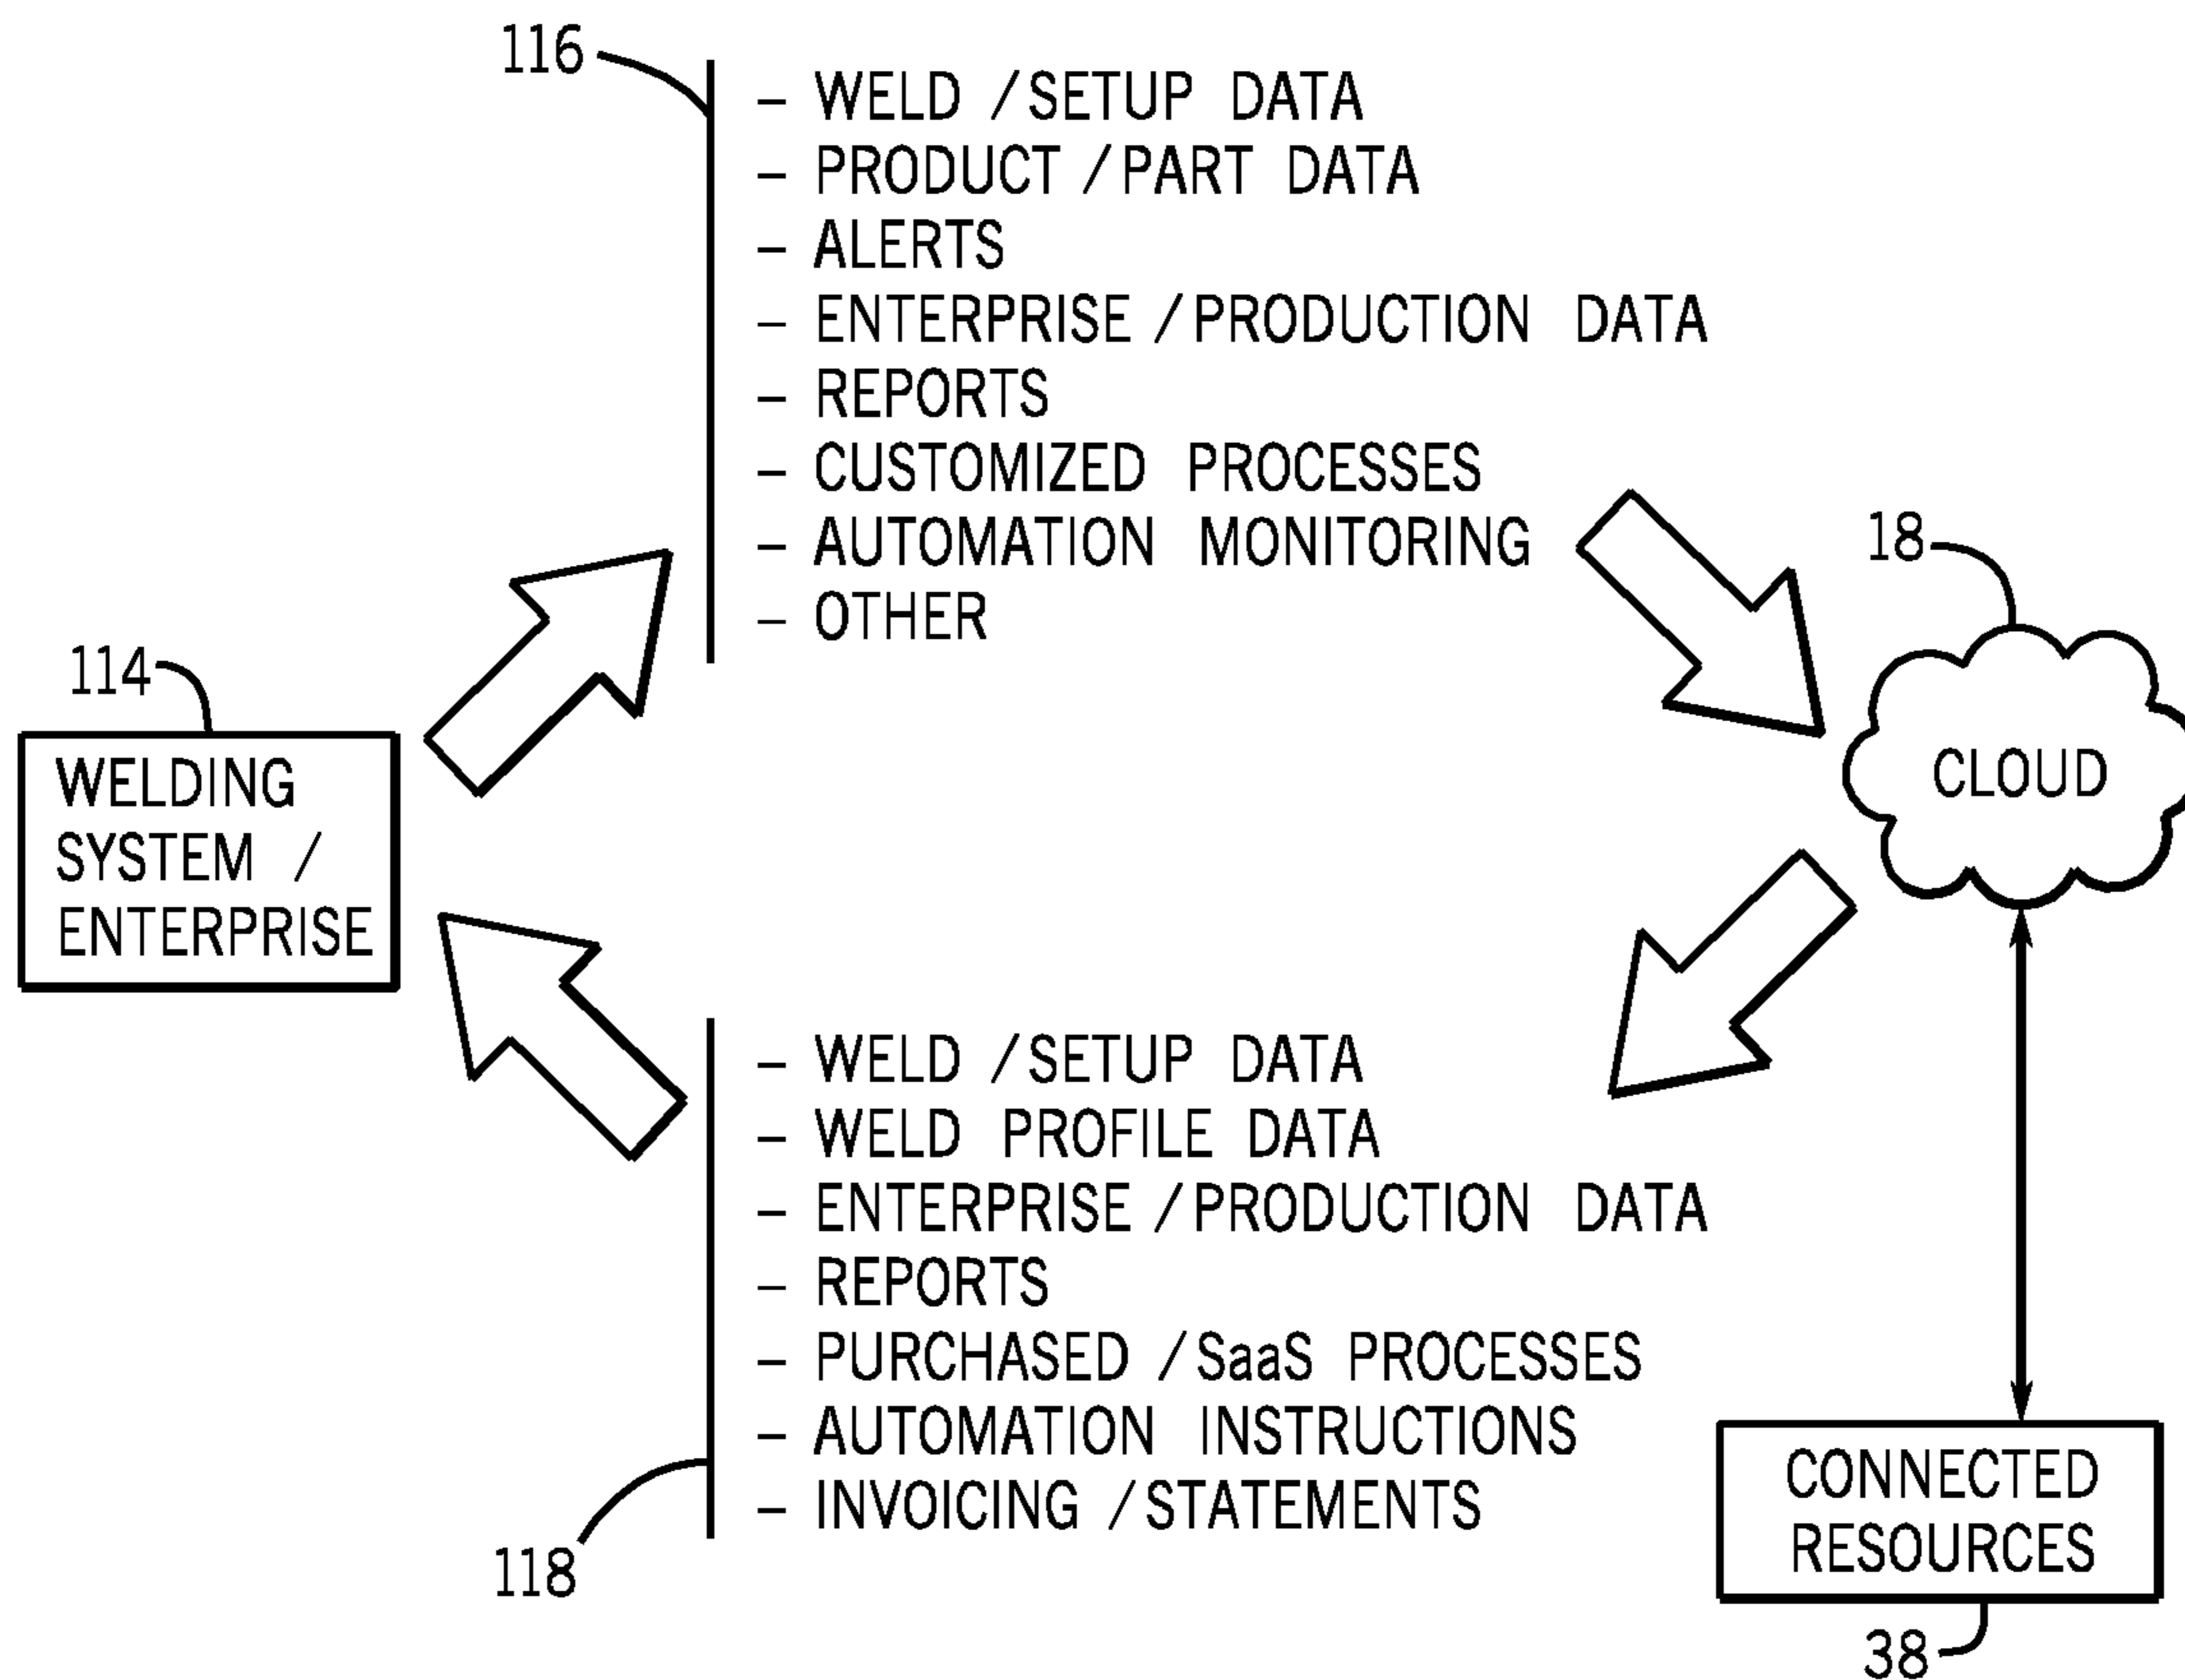 116
- WELD /SETUP DATA
- PRODUCT /PART DATA
- ALERTS
- ENTERPRISE /PRODUCTION DATA
- REPORTS
- CUSTOMIZED PROCESSES
- AUTOMATION MONITORING
- OTHER
18
114
WELDING
SYSTEM /
ENTERPRISE
CLOUD
- WELD /SETUP DATA
- WELD PROFILE DATA
- ENTERPRISE /PRODUCTION DATA
- REPORTS
- PURCHASED /SaaS PROCESSES
- AUTOMATION INSTRUCTIONS
- INVOICING /STATEMENTS
118
CONNECTED
RESOURCES
38